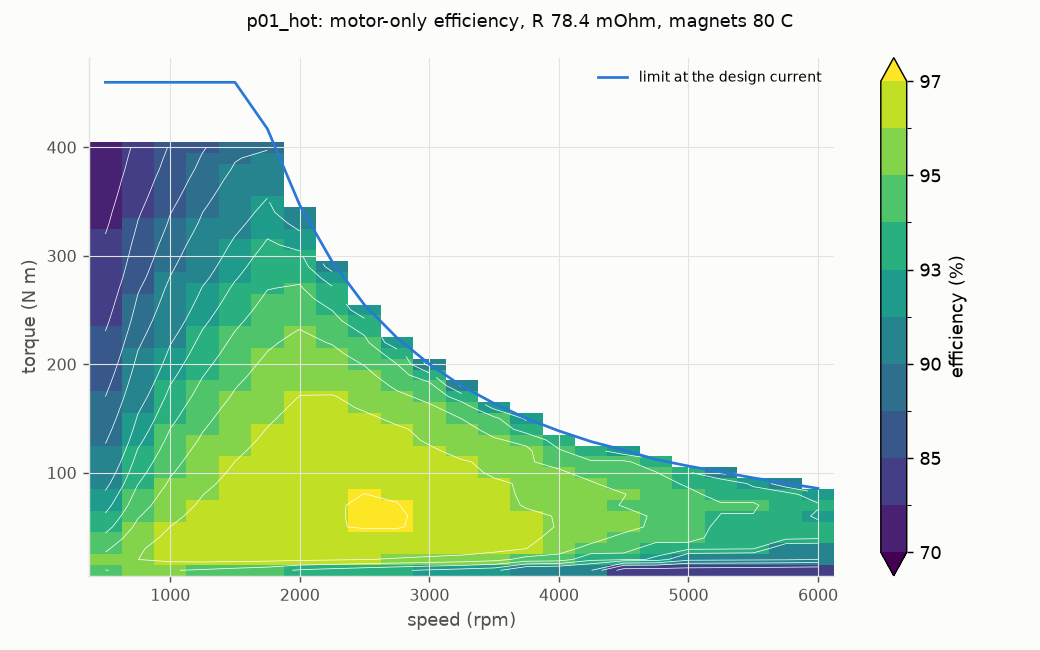 p01_hot: motor-only efficiency, R 78.4 mOhm, magnets 80 C
limit at the design current
400
300
200
100
torque (N m)
1000 2000 3000 4000 5000 6000
speed (rpm)
97
95
93
90
85
70
efficiency (%)